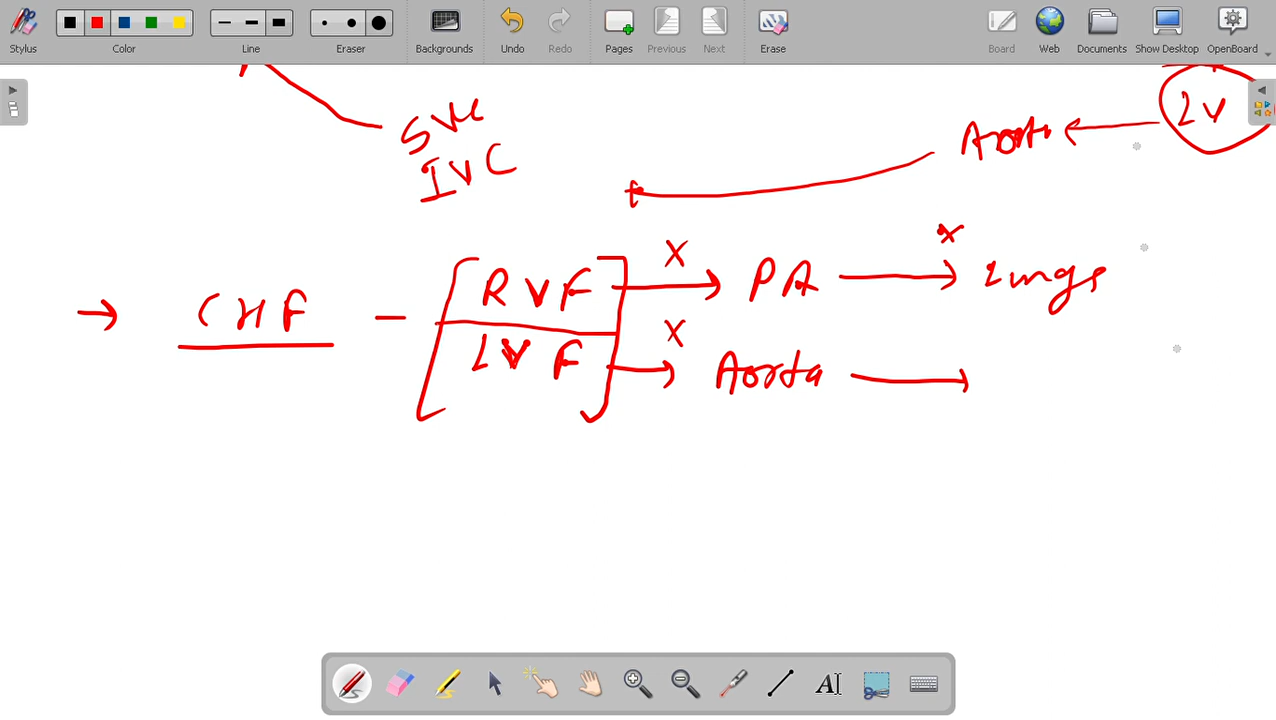 Stylus Color Line Eraser Backgrounds Undo Redo Pages Previous Next Erase Board Web Documents Show Desktop OpenBoard
SVC
IVC
Aorta
LV
→ CHF - RVF x → PA x → Lungs
LVF x → Aorta →